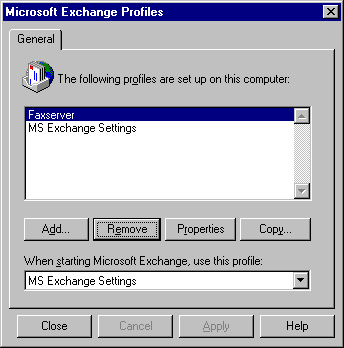 Microsoft Exchange Profiles
General
The following profiles are set up on this computer:
Faxserver
MS Exchange Settings
Add... Remove Properties Copy...
When starting Microsoft Exchange, use this profile:
MS Exchange Settings
Close Cancel Apply Help